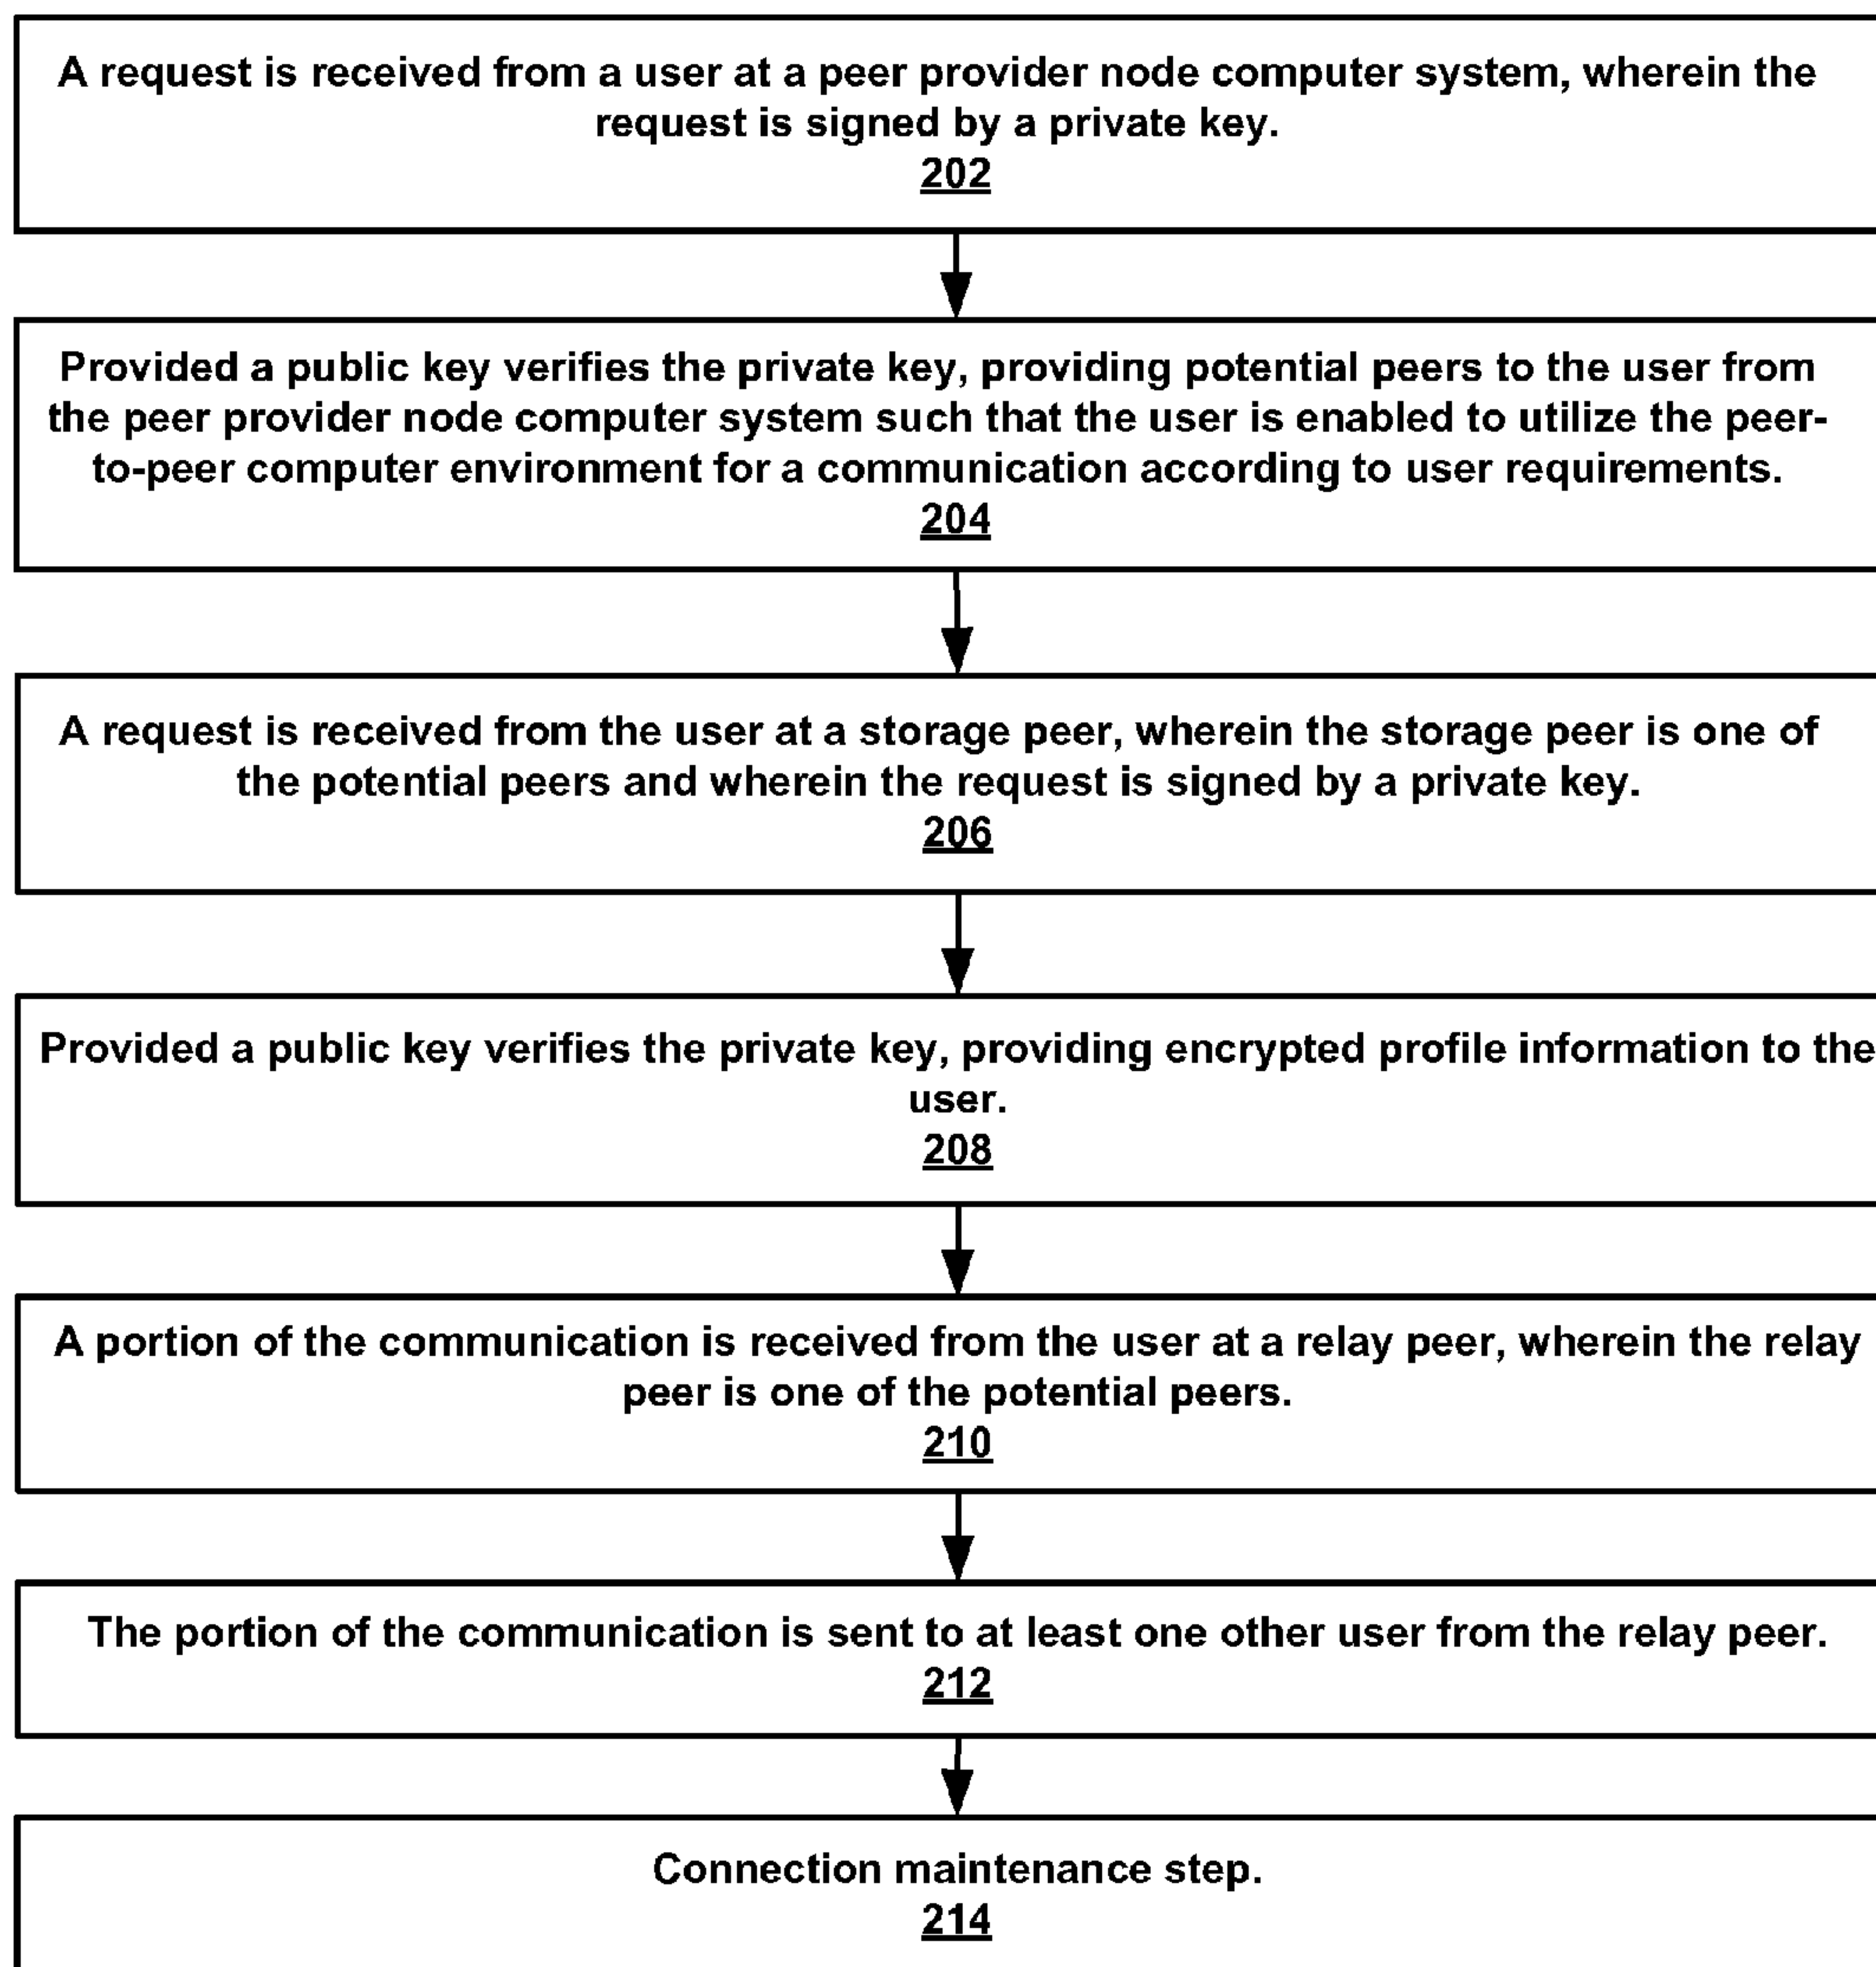 A request is received from a user at a peer provider node computer system, wherein the
request is signed by a private key.
202
Provided a public key verifies the private key, providing potential peers to the user from
the peer provider node computer system such that the user is enabled to utilize the peer-
to-peer computer environment for a communication according to user requirements.
204
A request is received from the user at a storage peer, wherein the storage peer is one of
the potential peers and wherein the request is signed by a private key.
206
Provided a public key verifies the private key, providing encrypted profile information to the
user.
208
A portion of the communication is received from the user at a relay peer, wherein the relay
peer is one of the potential peers.
210
The portion of the communication is sent to at least one other user from the relay peer.
212
Connection maintenance step.
214